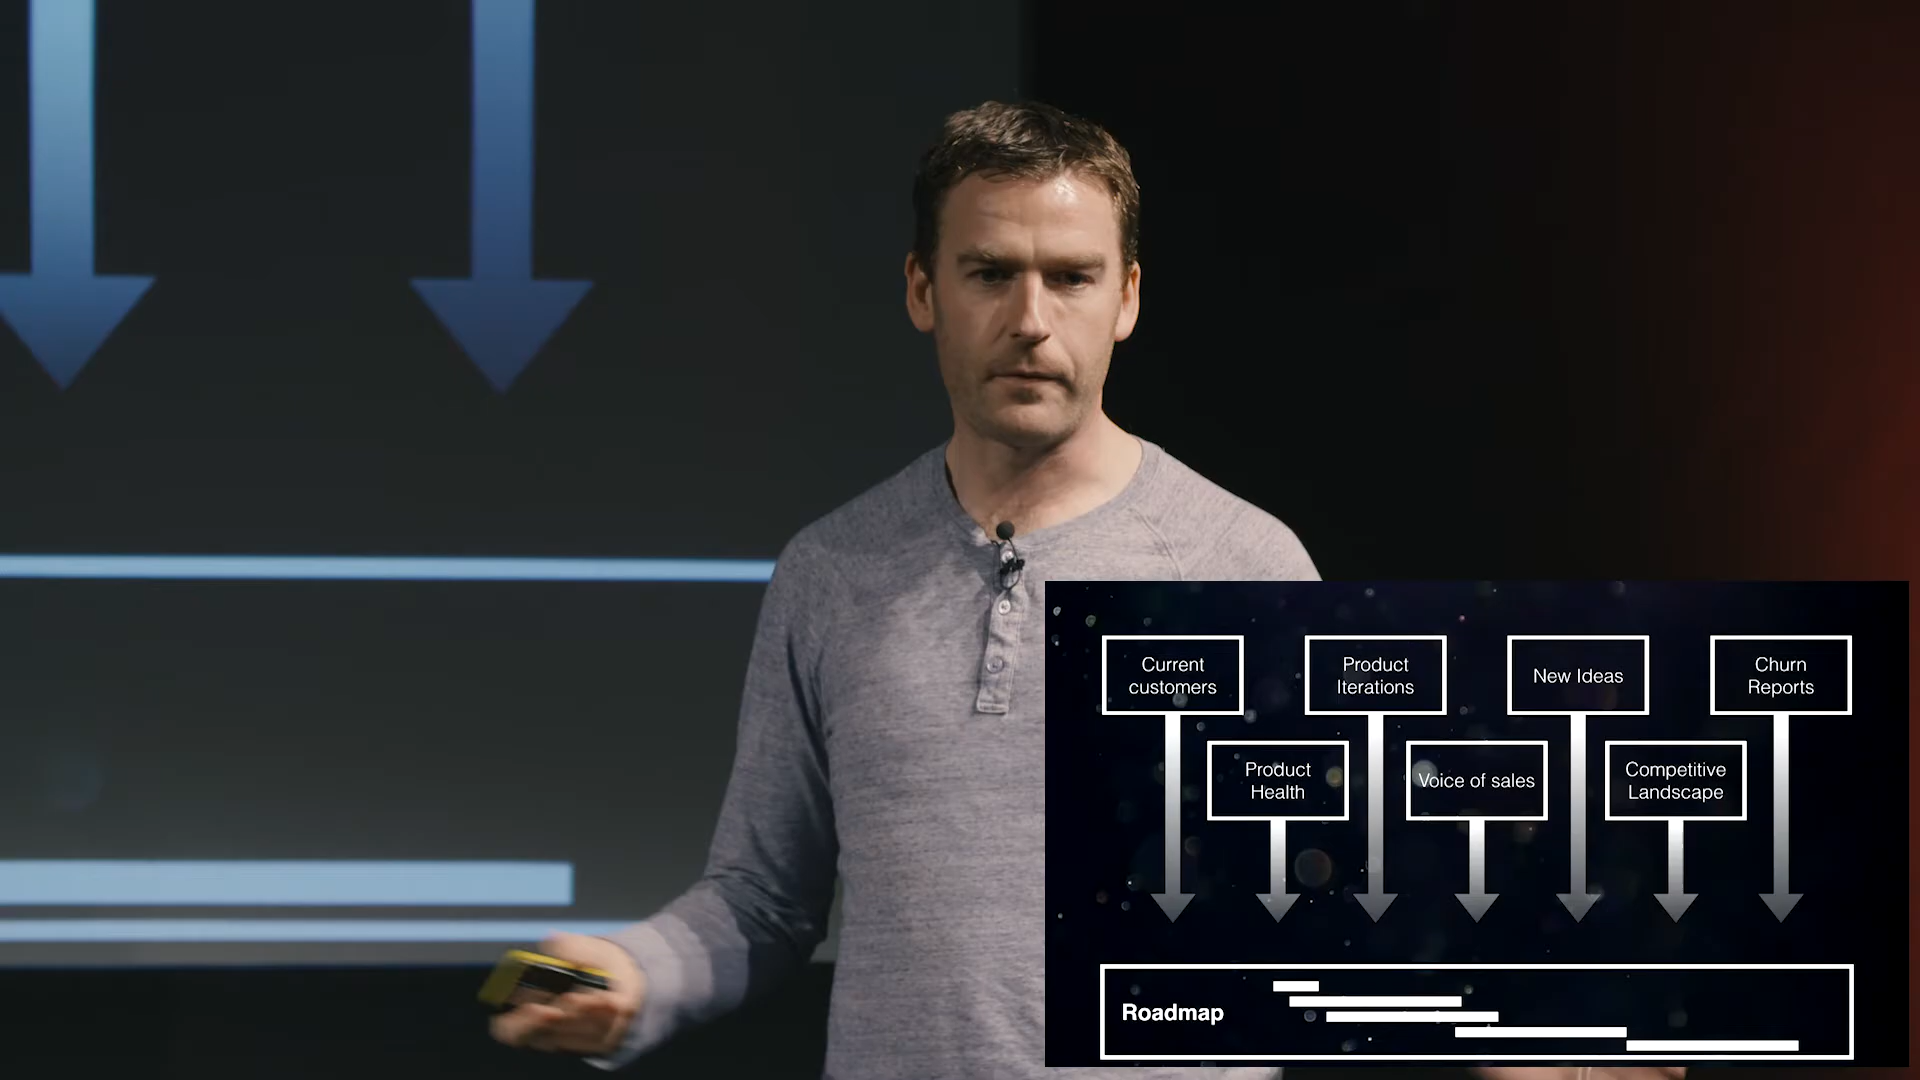 Current
customers
Product
Iterations
New Ideas
Churn
Reports
Product
Health
Voice of sales
Competitive
Landscape
Roadmap